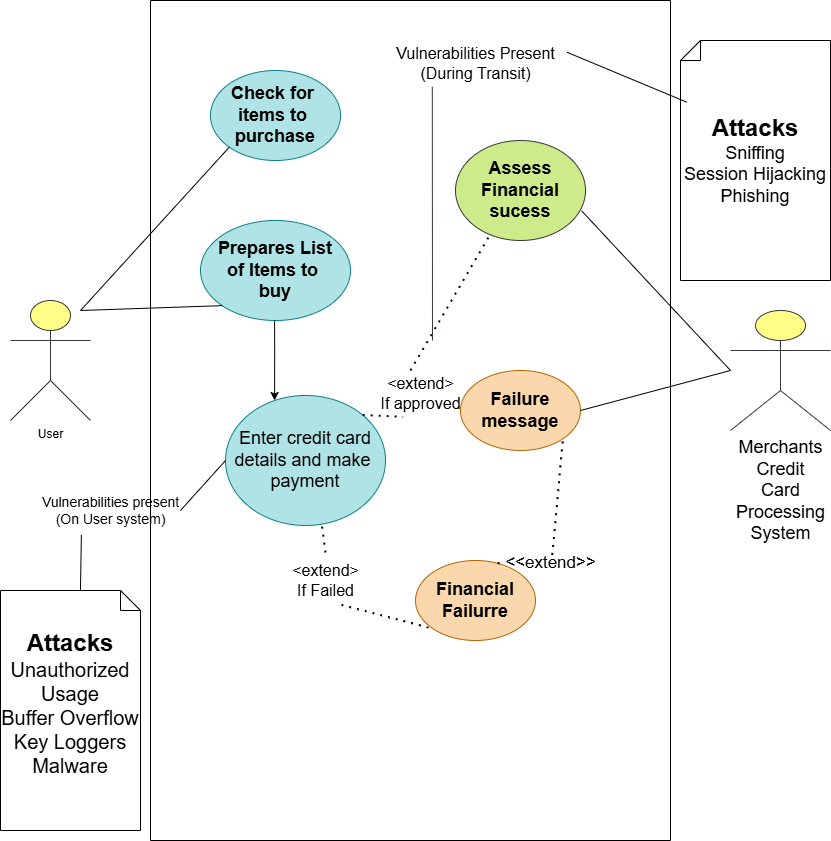 Vulnerabilities Present
(During Transit)
Attacks
Sniffing
Session Hijacking
Phishing
Check for
items to
purchase
Assess
Financial
sucess
Prepares List
of Items to
buy
<extend>
If approved
Failure
message
User
Enter credit card
details and make
payment
Merchants
Credit
Card
Processing
System
Vulnerabilities present
(On User system)
<extend>
If Failed
<<extend>>
Financial
Failurre
Attacks
Unauthorized
Usage
Buffer Overflow
Key Loggers
Malware